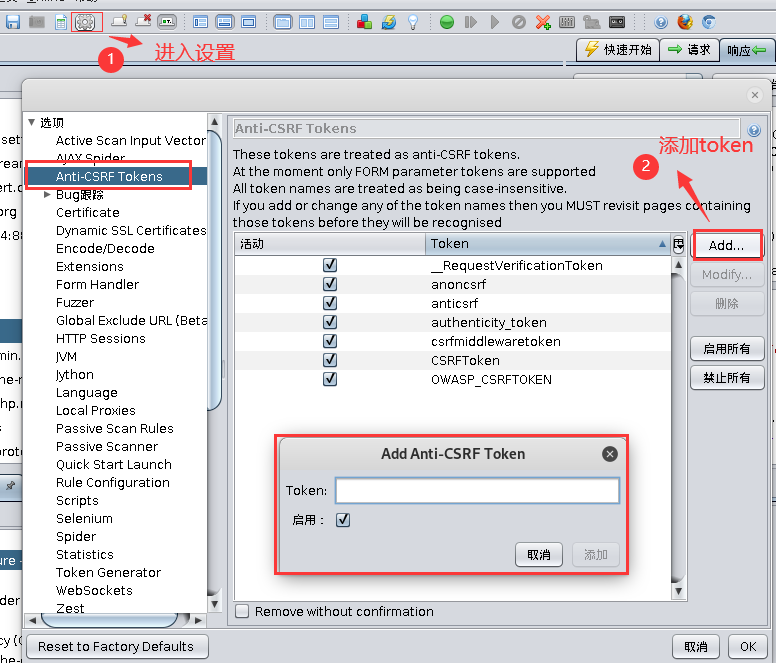 1
进入设置
快速开始
请求
响应
选项
Active Scan Input Vector
AJAX Spider
Anti-CSRF Tokens
Bug跟踪
Certificate
Dynamic SSL Certificates
Encode/Decode
Extensions
Form Handler
Fuzzer
Global Exclude URL (Beta
HTTP Sessions
JVM
Jython
Language
Local Proxies
Passive Scan Rules
Passive Scanner
Quick Start Launch
Rule Configuration
Scripts
Selenium
Spider
Statistics
Token Generator
WebSockets
Zest
Anti-CSRF Tokens
添加token
2
These tokens are treated as anti-CSRF tokens.
At the moment only FORM parameter tokens are supported
All token names are treated as being case-insensitive.
If you add or change any of the token names then you MUST revisit pages containing
those tokens before they will be recognised
活动 Token
__RequestVerificationToken
anoncsrf
anticsrf
authenticity_token
csrfmiddlewaretoken
CSRFToken
OWASP_CSRFTOKEN
Add...
Modify...
删除
启用所有
禁止所有
Add Anti-CSRF Token
Token:
启用：
取消 添加
Remove without confirmation
Reset to Factory Defaults
取消 OK